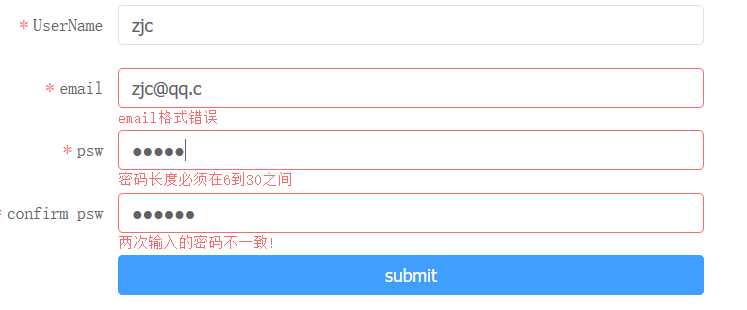 * UserName zjc
* email zjc@qq.c
email格式错误
* psw ●●●●●
密码长度必须在6到30之间
* confirm psw ●●●●●●
两次输入的密码不一致!
submit